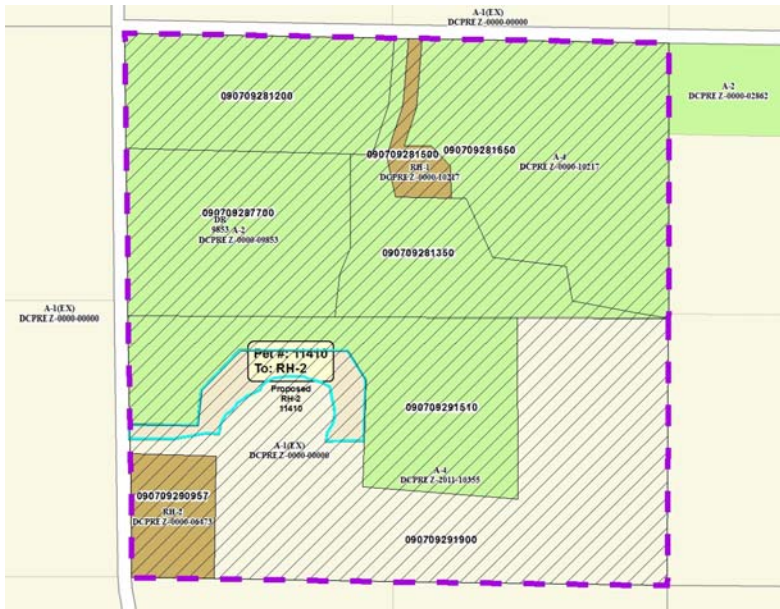 A-1(EX)
DCPREZ-0000-00000
A-2
DCPREZ-0000-02862
090709281200
090709281500
090709281650
RH-1
DCPREZ-0000-10217
A-4
DCPREZ-0000-10217
090709287700
DR
9853 A-2
DCPREZ-0000-09853
090709281350
A-1(EX)
DCPREZ-0000-00000
Pet #: 11410
To: RH-2
Proposed
RH-2
11410
090709291510
A-1(EX)
DCPREZ-0000-00000
A-4
DCPREZ-2011-10355
090709290957
RH-2
DCPREZ-0000-06473
090709291900